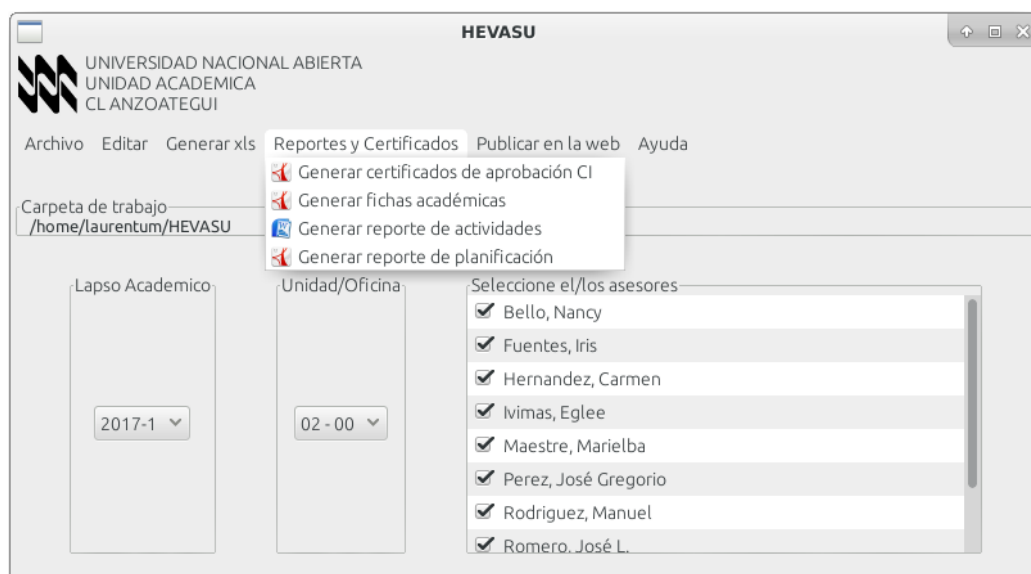 HEVASU
UNIVERSIDAD NACIONAL ABIERTA
UNIDAD ACADEMICA
CL ANZOATEGUI
Archivo Editar Generar xls Reportes y Certificados Publicar en la web Ayuda
Generar certificados de aprobación CI
Generar fichas académicas
Generar reporte de actividades
Generar reporte de planificación
Carpeta de trabajo
/home/laurentum/HEVASU
Lapso Academico
2017-1
Unidad/Oficina
02 - 00
Seleccione el/los asesores
Bello, Nancy
Fuentes, Iris
Hernandez, Carmen
Ivimas, Eglee
Maestre, Marielba
Perez, José Gregorio
Rodriguez, Manuel
Romero, José L.